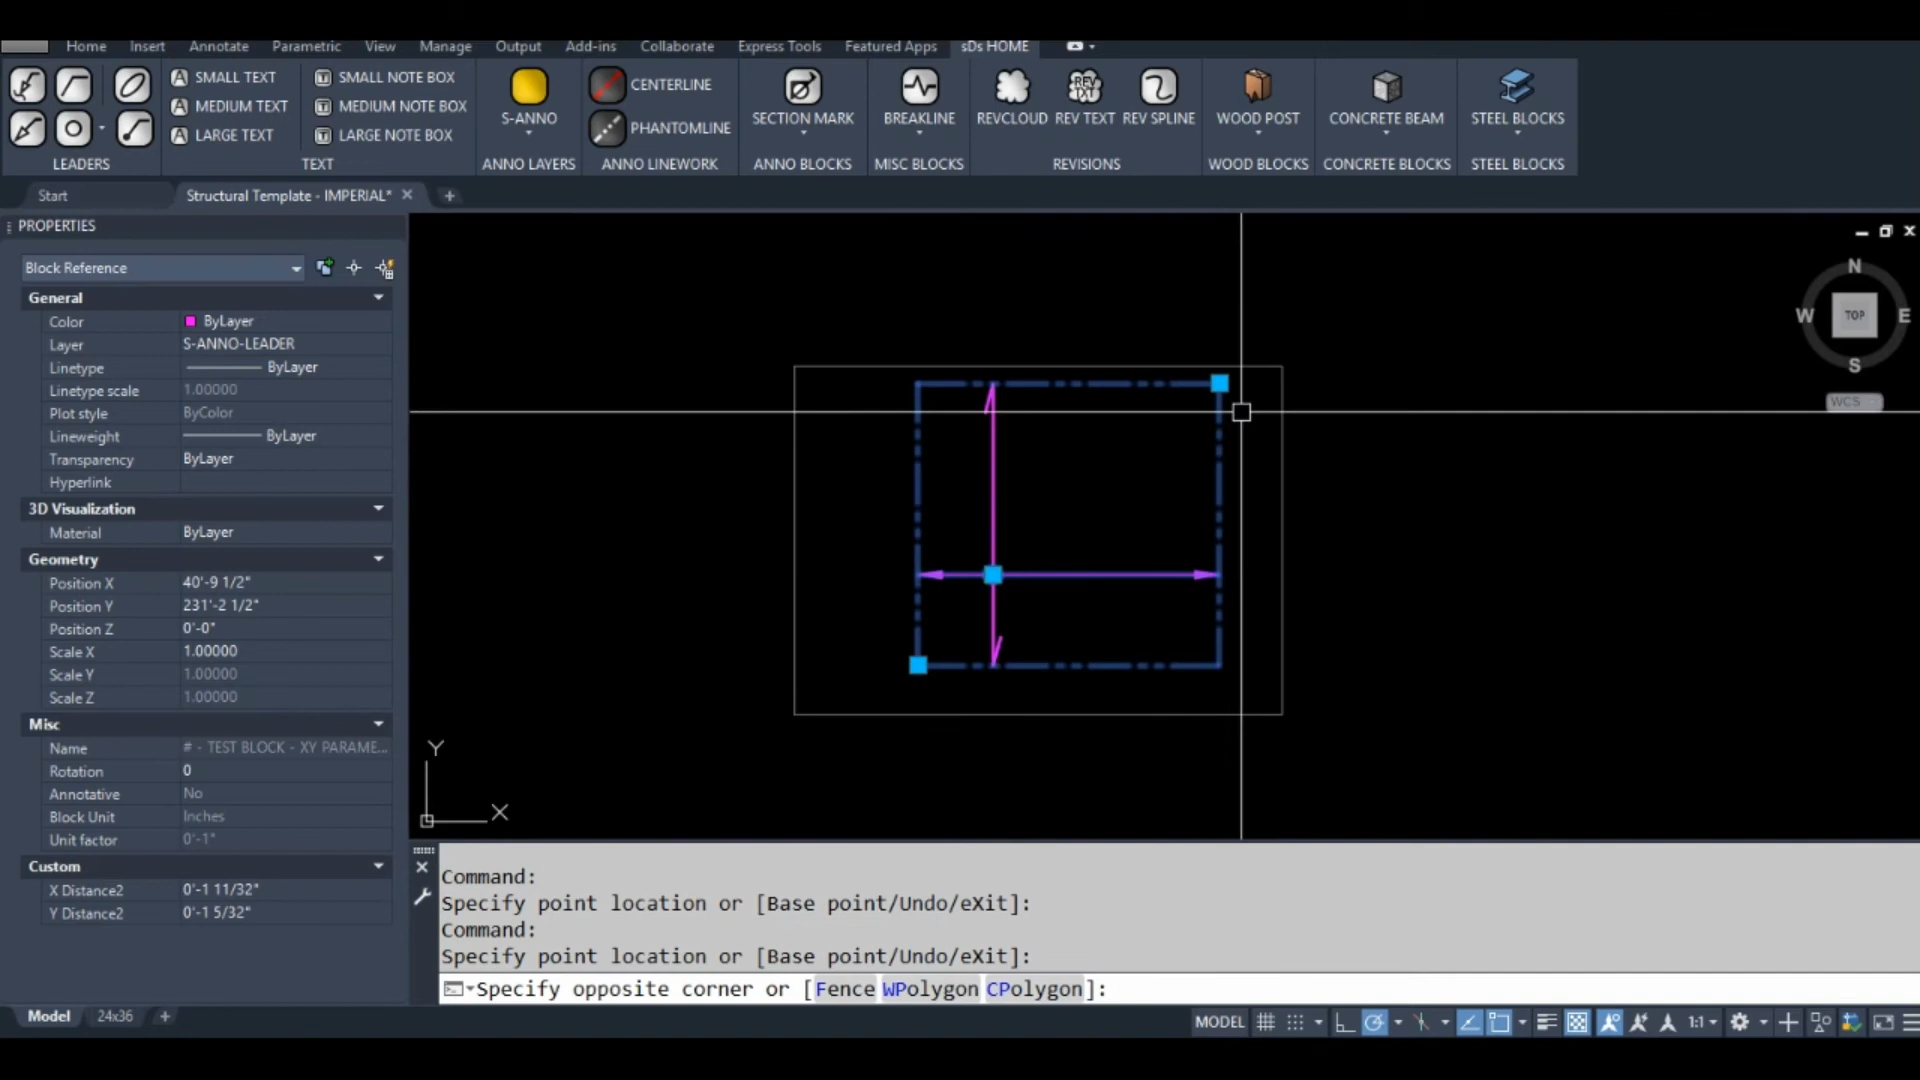 Home Insert Annotate Parametric View Manage Output Add-ins Collaborate Express Tools Featured Apps sDs HOME
SMALL TEXT SMALL NOTE BOX
MEDIUM TEXT MEDIUM NOTE BOX
LARGE TEXT LARGE NOTE BOX
S-ANNO
CENTERLINE
PHANTOMLINE
SECTION MARK
BREAKLINE
REV TXT
REVCLOUD REV TEXT REV SPLINE
WOOD POST
CONCRETE BEAM
STEEL BLOCKS
LEADERS TEXT ANNO LAYERS ANNO LINEWORK ANNO BLOCKS MISC BLOCKS REVISIONS WOOD BLOCKS CONCRETE BLOCKS STEEL BLOCKS
Start Structural Template - IMPERIAL*
PROPERTIES
Block Reference
General
Color ByLayer
Layer S-ANNO-LEADER
Linetype ByLayer
Linetype scale 1.00000
Plot style ByColor
Lineweight ByLayer
Transparency ByLayer
Hyperlink
3D Visualization
Material ByLayer
Geometry
Position X 40'-9 1/2"
Position Y 231'-2 1/2"
Position Z 0'-0"
Scale X 1.00000
Scale Y 1.00000
Scale Z 1.00000
Misc
Name # - TEST BLOCK - XY PARAME...
Rotation 0
Annotative No
Block Unit Inches
Unit factor 0'-1"
Custom
X Distance2 0'-1 11/32"
Y Distance2 0'-1 5/32"
N
W TOP E
S
WCS
Y
X
Command:
Specify point location or [Base point/Undo/eXit]:
Command:
Specify point location or [Base point/Undo/eXit]:
Specify opposite corner or [Fence WPolygon CPolygon]:
Model 24x36
MODEL 1:1